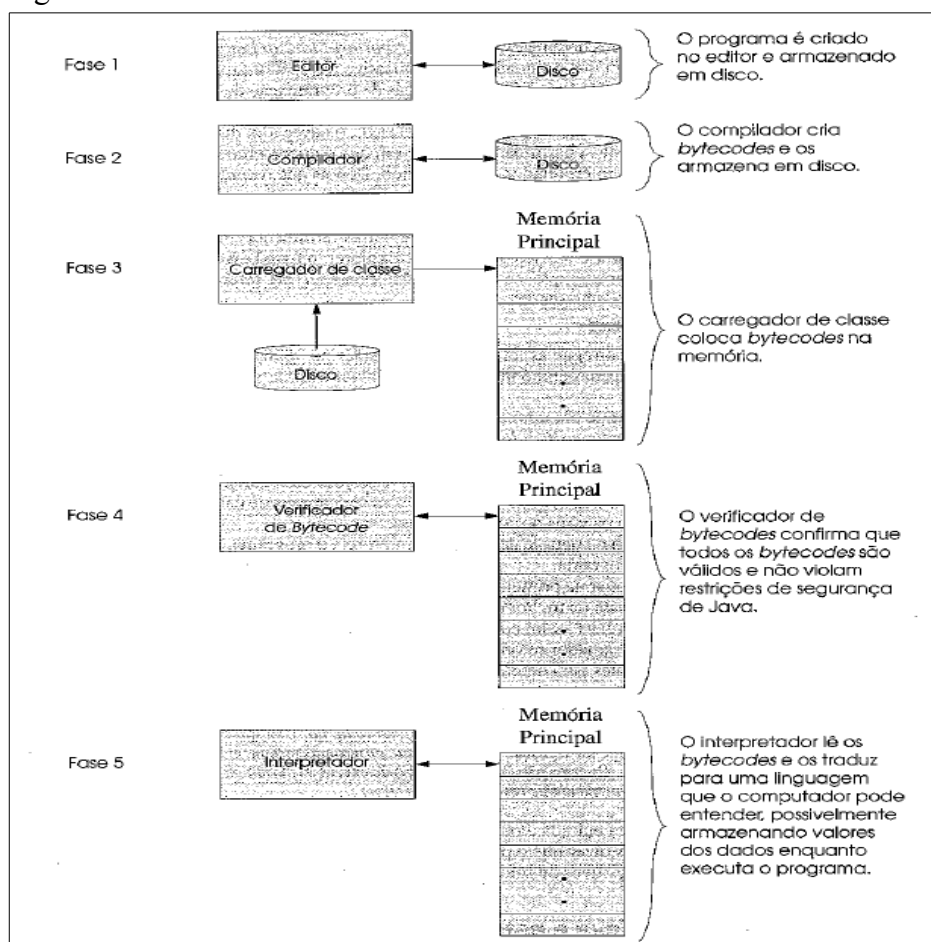 Fase 1
Editor
Disco
O programa é criado
no editor e armazenado
em disco.
Fase 2
Compilador
Disco
O compilador cria
bytecodes e os
armazena em disco.
Fase 3
Carregador de classe
Disco
Memória
Principal
O carregador de classe
coloca bytecodes na
memória.
Fase 4
Verificador
de Bytecode
Memória
Principal
O verificador de
bytecodes confirma que
todos os bytecodes são
válidos e não violam
restrições de segurança
de Java.
Fase 5
Interpretador
Memória
Principal
O interpretador lê os
bytecodes e os traduz
para uma linguagem
que o computador pode
entender, possivelmente
armazenando valores
dos dados enquanto
executa o programa.